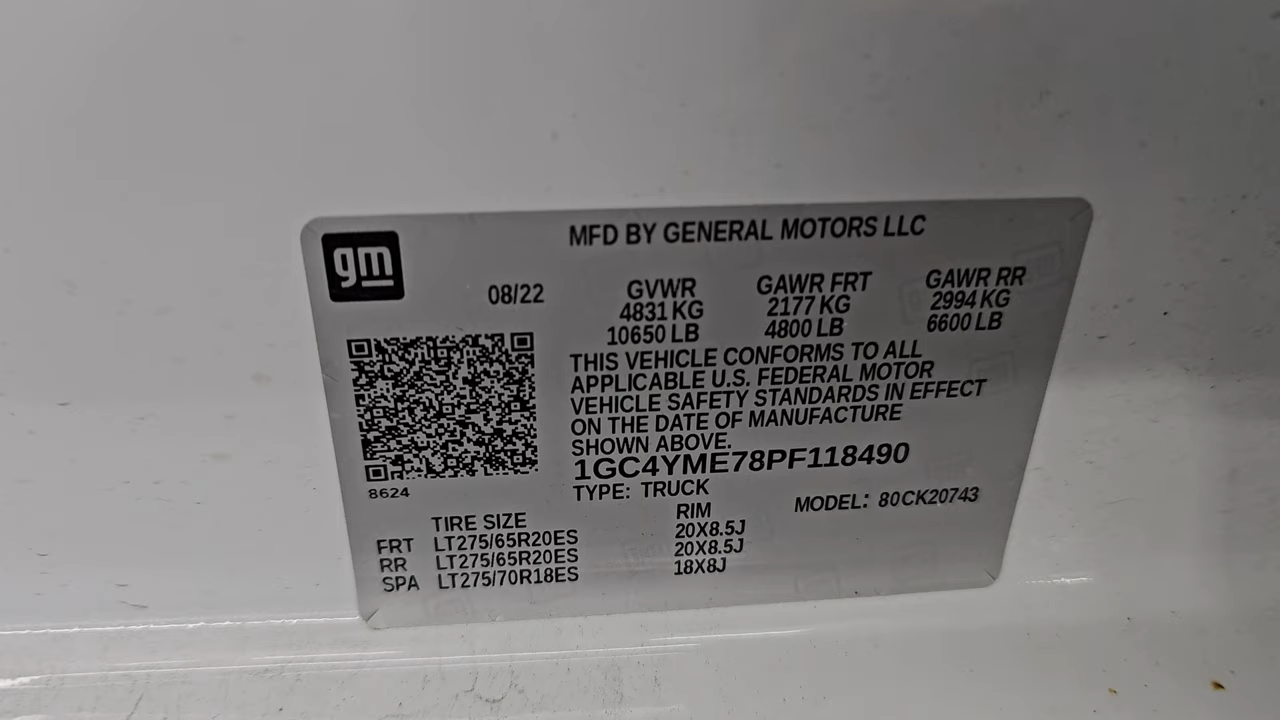 gm
MFD BY GENERAL MOTORS LLC
08/22 GVWR GAWR FRT GAWR RR
4831 KG 2177 KG 2994 KG
10650 LB 4800 LB 6600 LB
THIS VEHICLE CONFORMS TO ALL
APPLICABLE U.S. FEDERAL MOTOR
VEHICLE SAFETY STANDARDS IN EFFECT
ON THE DATE OF MANUFACTURE
SHOWN ABOVE.
1GC4YME78PF118490
8624
TYPE: TRUCK MODEL: 80CK20743
TIRE SIZE RIM
FRT LT275/65R20ES 20X8.5J
RR LT275/65R20ES 20X8.5J
SPA LT275/70R18ES 18X8J